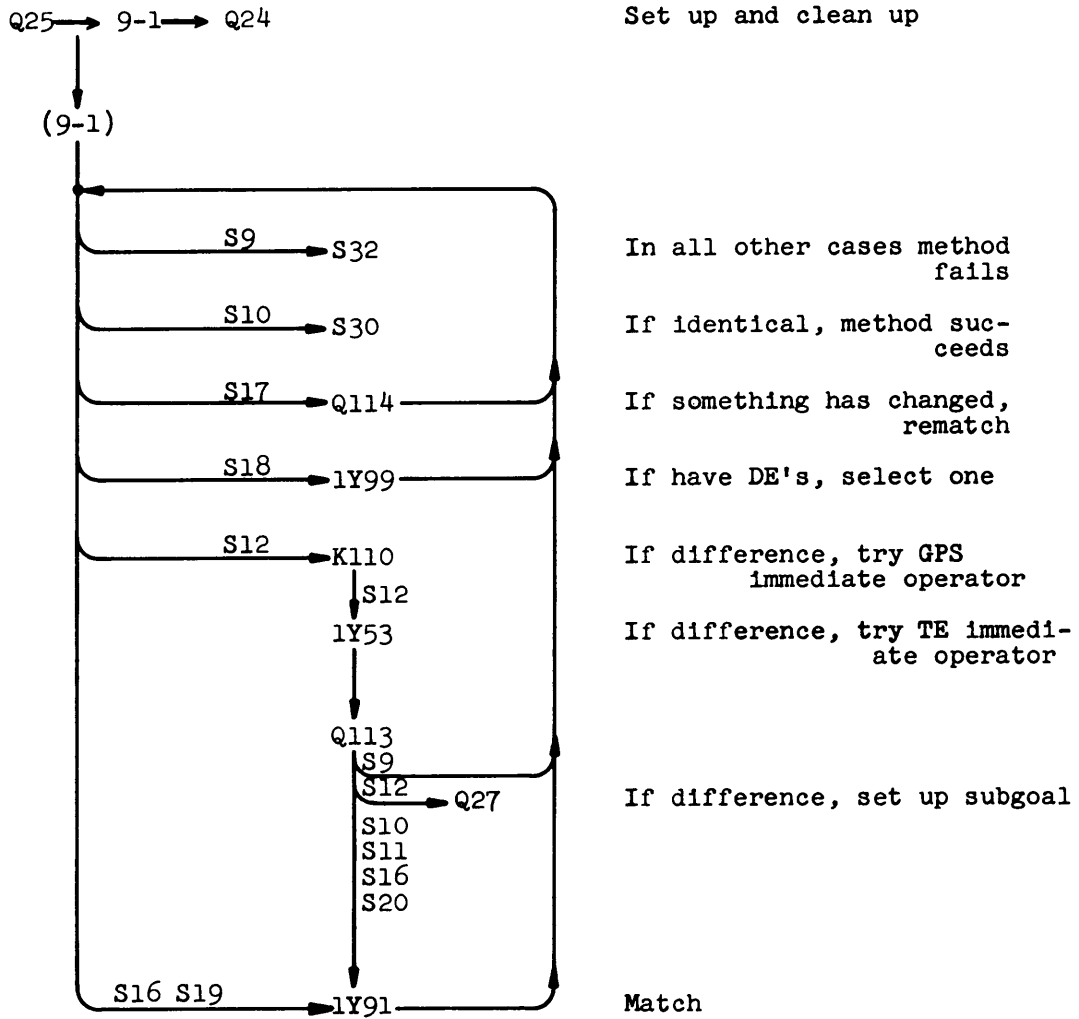 Q25 9-1 Q24 Set up and clean up
(9-1)
S9 S32 In all other cases method
fails
S10 S30 If identical, method suc-
ceeds
S17 Q114 If something has changed,
rematch
S18 1Y99 If have DE's, select one
S12 K110 If difference, try GPS
immediate operator
S12
1Y53 If difference, try TE immedi-
ate operator
Q113
S9
S12 Q27 If difference, set up subgoal
S10
S11
S16
S20
S16 S19 1Y91 Match